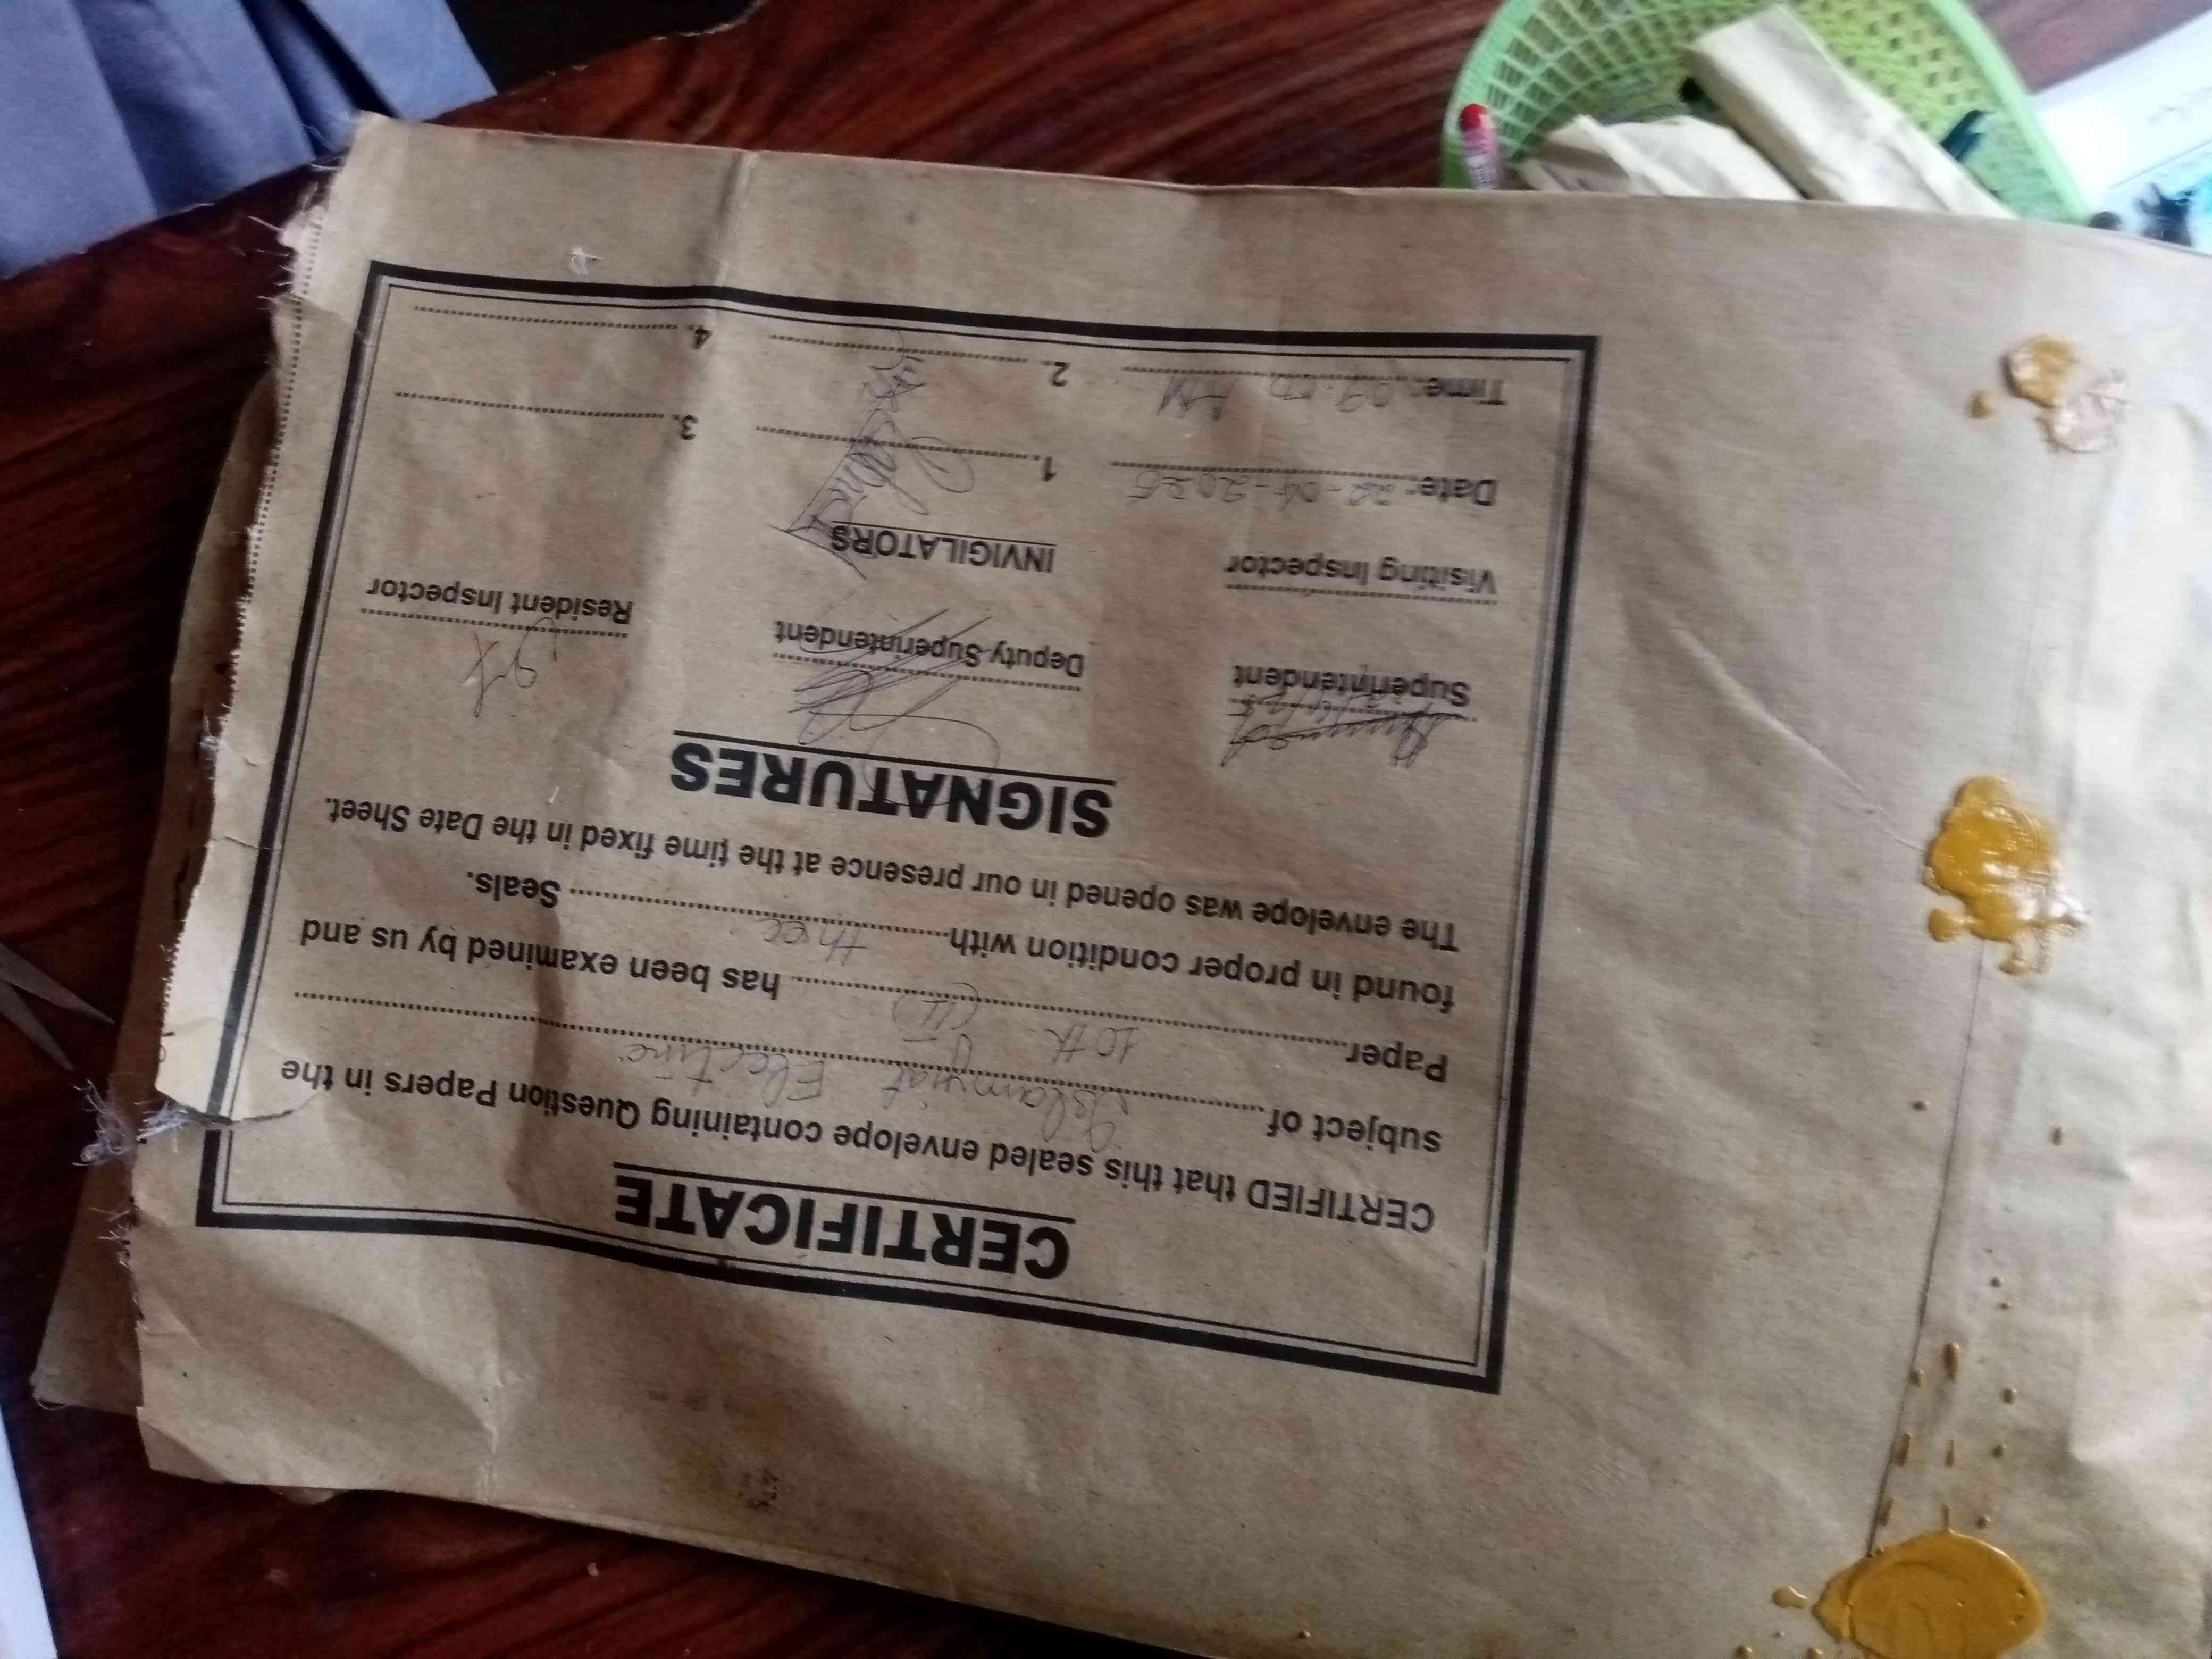 CERTIFICATE
CERTIFIED that this sealed envelope containing Question Papers in the
subject of Islamyiat Elective
Paper 10th has been examined by us and
found in proper condition with three Seals.
The envelope was opened in our presence at the time fixed in the Date Sheet.
SIGNATURES
Superintendent
Deputy Superintendent
Resident Inspector
Visiting Inspector
INVIGILATORS
Date: 22-04-2025
1.
3.
Time: 09:00 AM
2.
4.